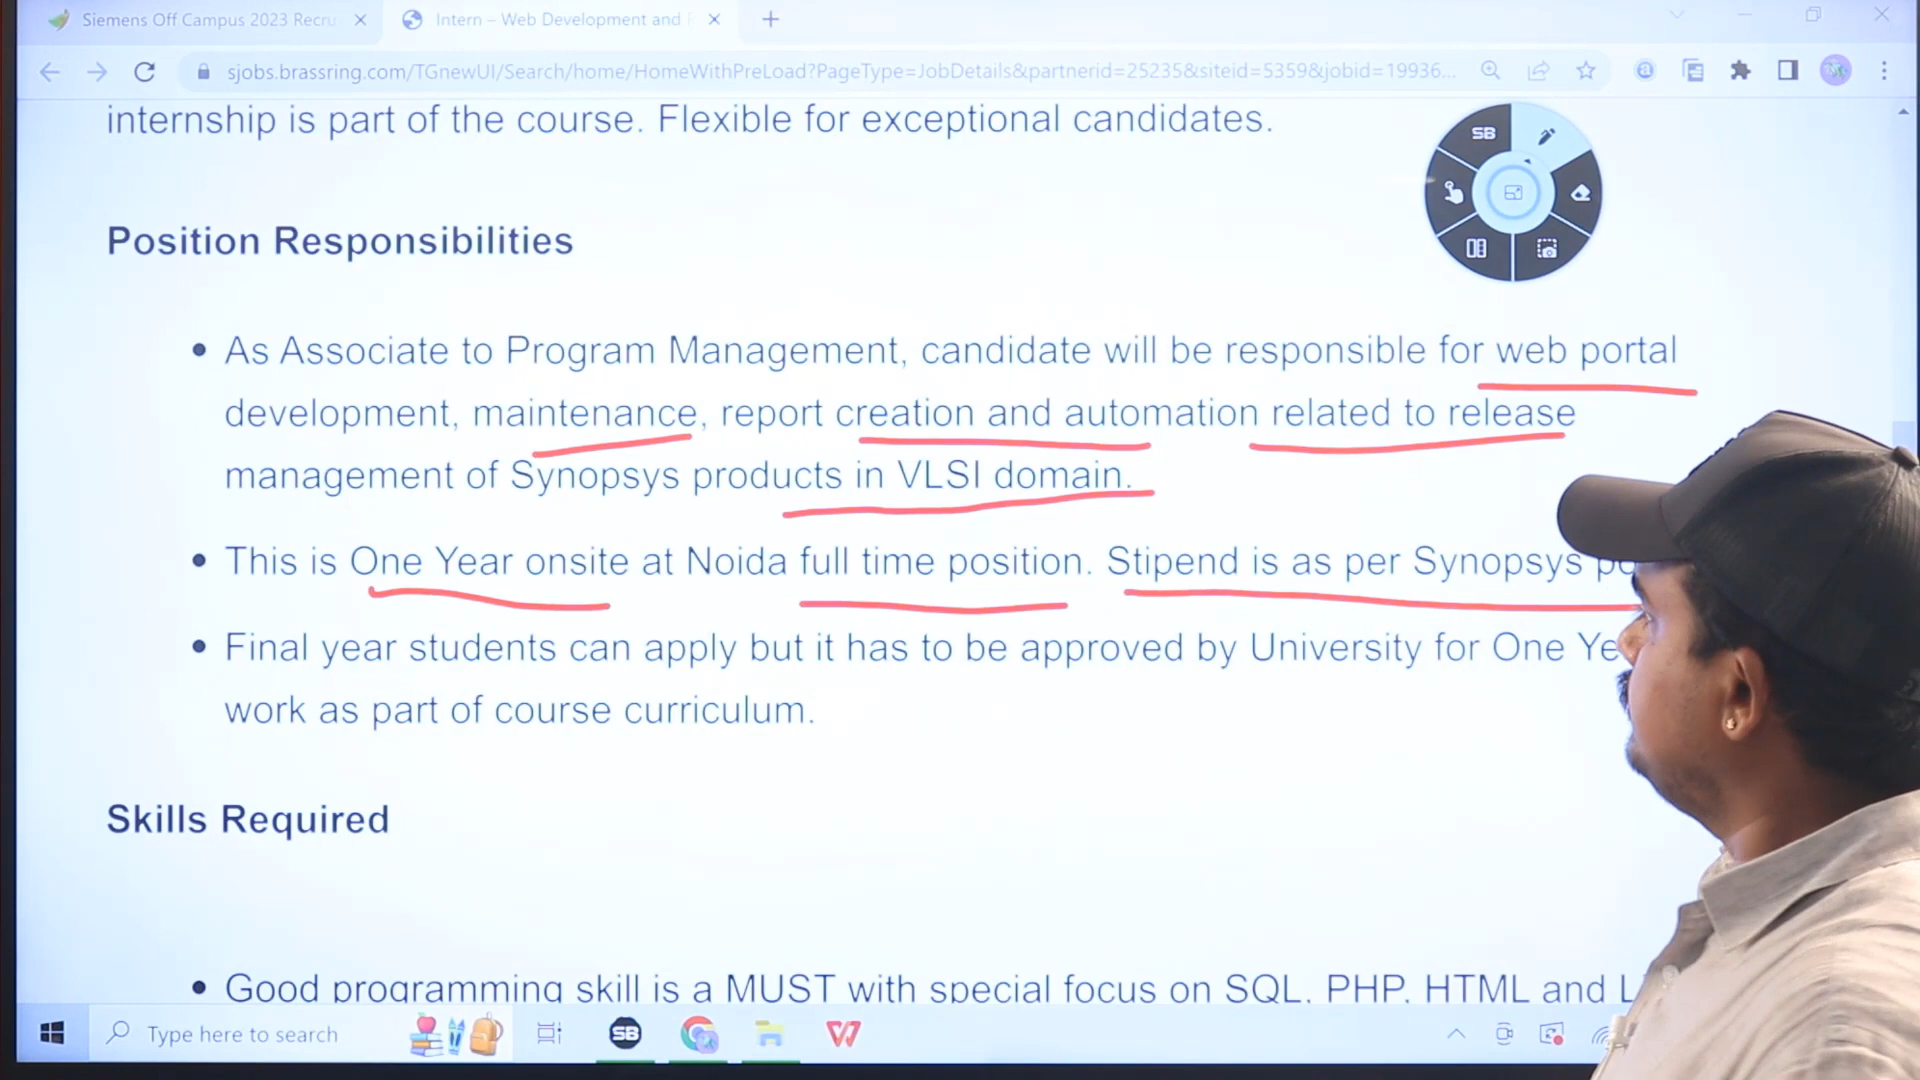 Siemens Off Campus 2023 Recru
Intern – Web Development and
sjobs.brassring.com/TGnewUI/Search/home/HomeWithPreLoad?PageType=JobDetails&partnerid=25235&siteid=5359&jobid=19936...
internship is part of the course. Flexible for exceptional candidates.
SB
Position Responsibilities
• As Associate to Program Management, candidate will be responsible for web portal
development, maintenance, report creation and automation related to release
management of Synopsys products in VLSI domain.
• This is One Year onsite at Noida full time position. Stipend is as per Synopsys
• Final year students can apply but it has to be approved by University for One
work as part of course curriculum.
Skills Required
• Good programming skill is a MUST with special focus on SQL, PHP, HTML and
Type here to search
SB